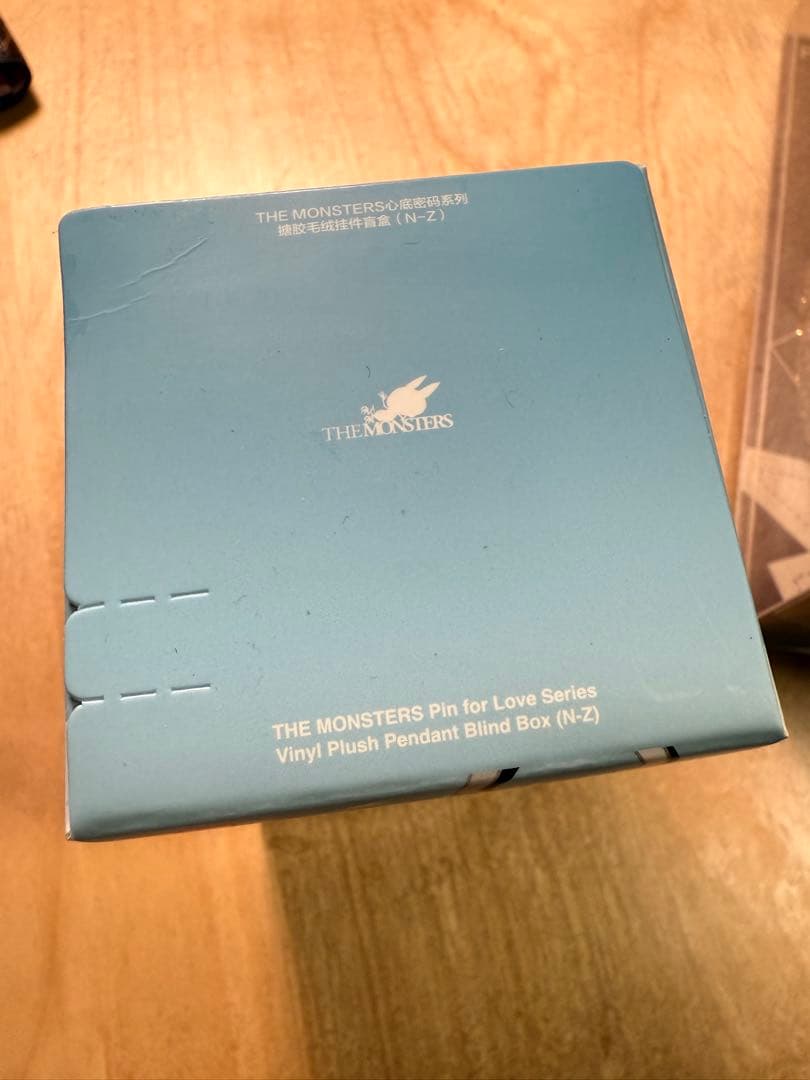 THE MONSTERS心底密码系列
搪胶毛绒挂件盲盒（N-Z）
THE MONSTERS
THE MONSTERS Pin for Love Series
Vinyl Plush Pendant Blind Box (N-Z)